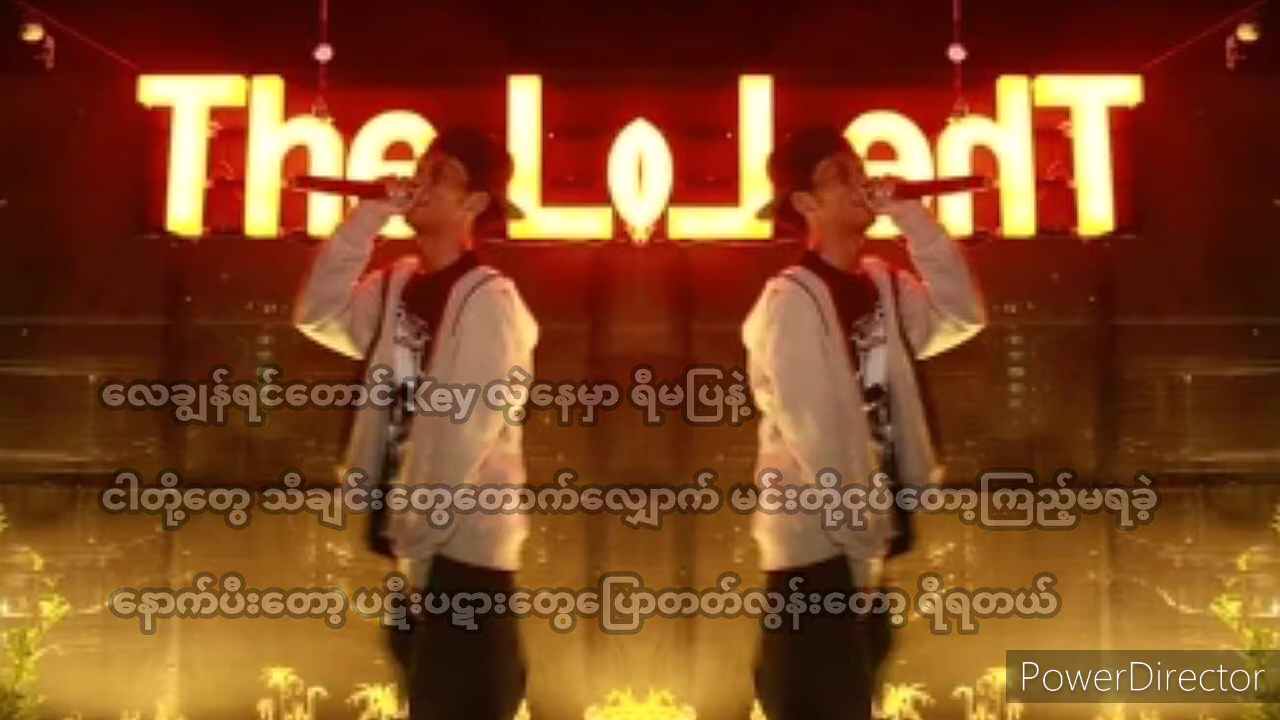 The L
လေချွန်ရင်တောင် Key လွဲနေမှာ ရီမပြနဲ့
ငါတို့တွေ သီချင်းတွေတောက်လျှောက် မင်းတို့ငုပ်တော့ကြည့်မရခဲ့
နောက်ပီးတော့ ပဋီးပဋားတွေပြောတတ်လွန်းတော့ ရီရတယ်
PowerDirector